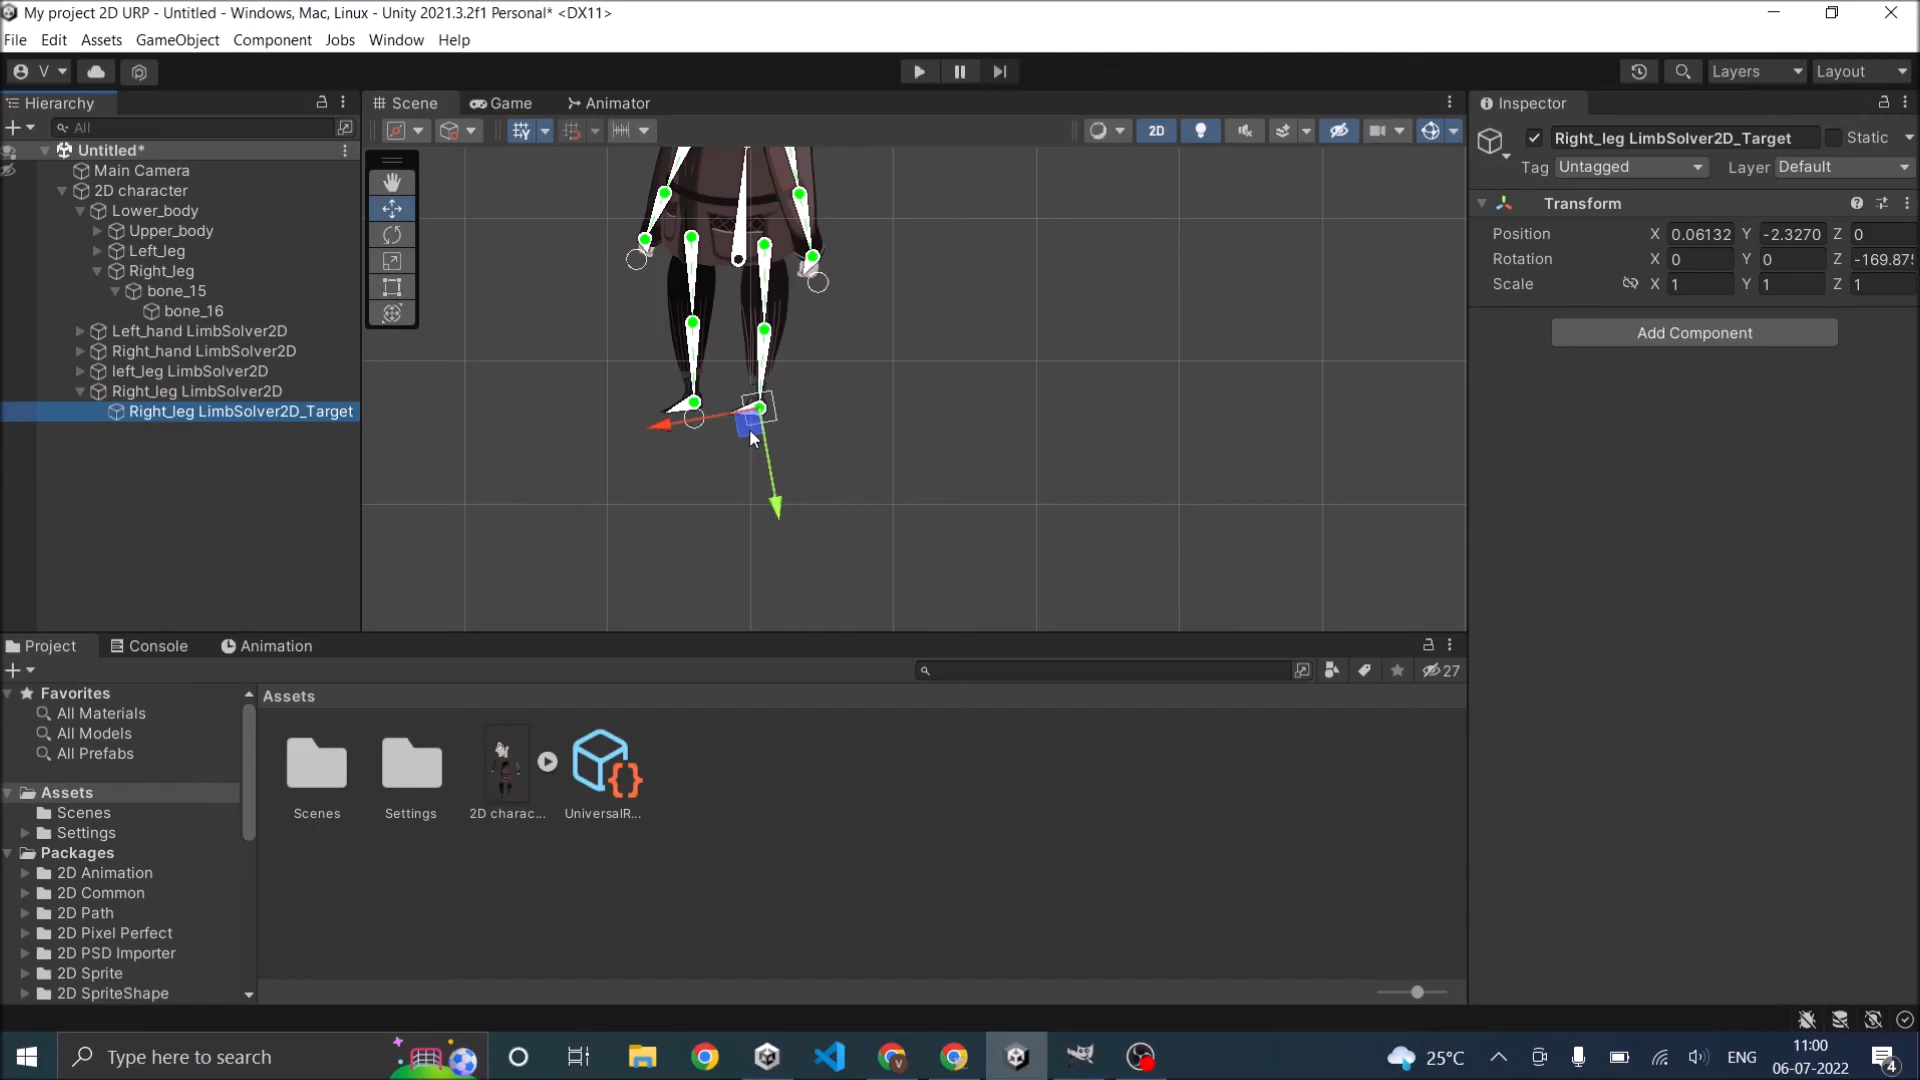 My project 2D URP - Untitled - Windows, Mac, Linux - Unity 2021.3.2f1 Personal* <DX11>
File Edit Assets GameObject Component Jobs Window Help
V Layers Layout
Hierarchy
All
Untitled*
Main Camera
2D character
Lower_body
Upper_body
Left_leg
Right_leg
bone_15
bone_16
Left_hand LimbSolver2D
Right_hand LimbSolver2D
left_leg LimbSolver2D
Right_leg LimbSolver2D
Right_leg LimbSolver2D_Target
Scene Game Animator
2D
Inspector
Right_leg LimbSolver2D_Target Static
Tag Untagged Layer Default
Transform
Position X 0.06132 Y -2.3270 Z 0
Rotation X 0 Y 0 Z -169.87
Scale X 1 Y 1 Z 1
Add Component
Project Console Animation
27
Favorites
All Materials
All Models
All Prefabs
Assets
Scenes
Settings
Packages
2D Animation
2D Common
2D Path
2D Pixel Perfect
2D PSD Importer
2D Sprite
2D SpriteShape
Assets
Scenes Settings 2D charac... UniversalR...
Type here to search
25°C ENG
11:00
06-07-2022
4